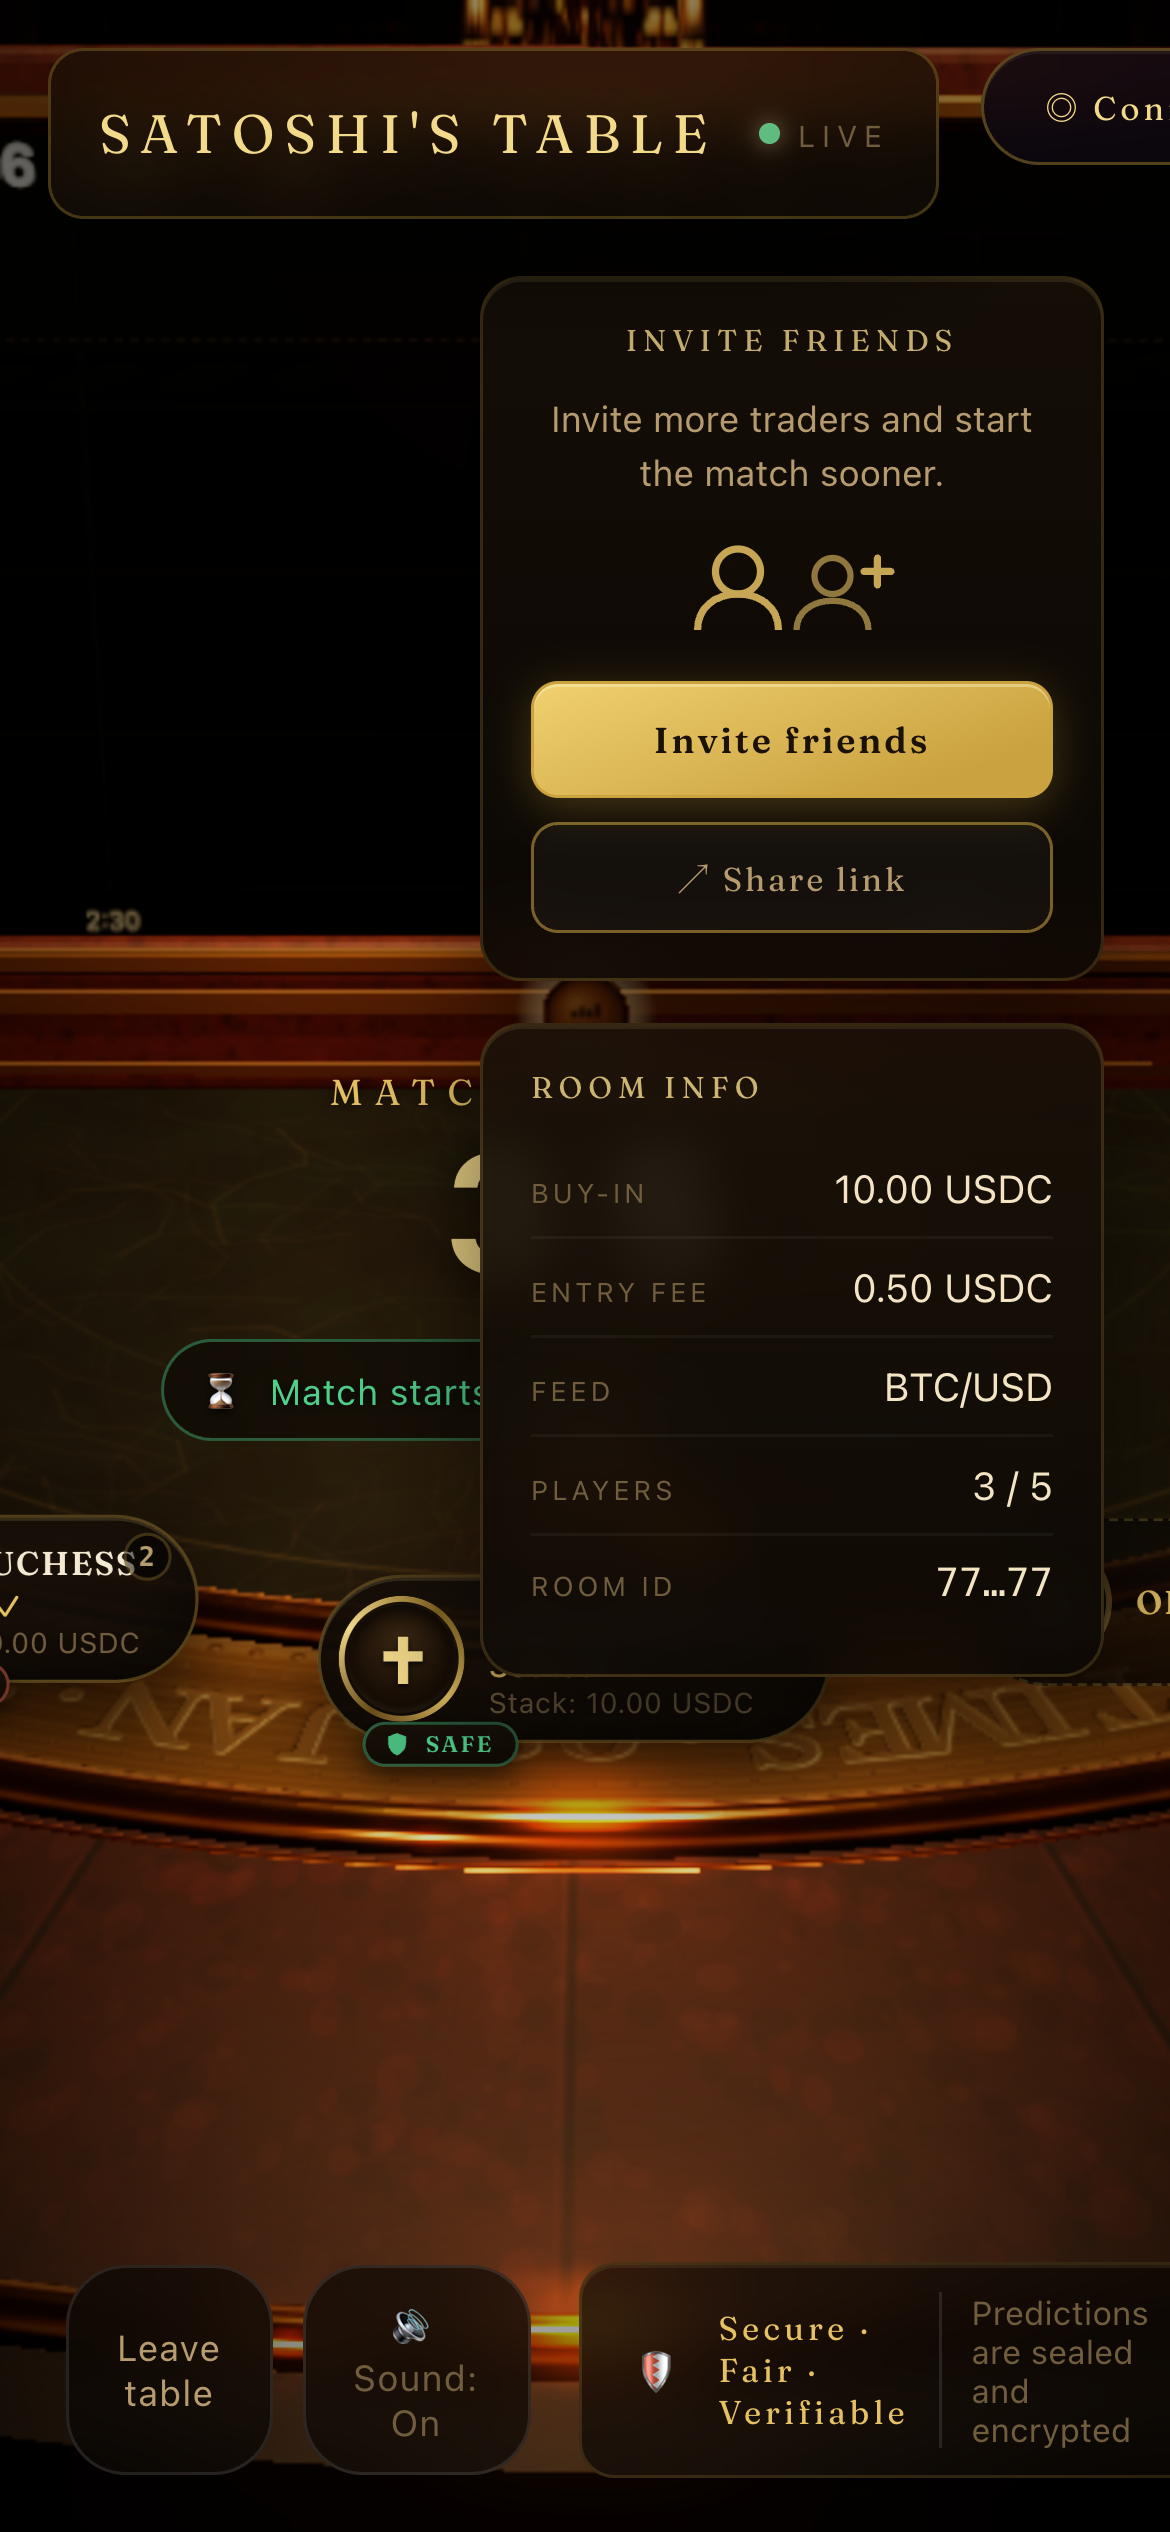 SATOSHI'S TABLE
LIVE
◎ Con
6
INVITE FRIENDS
Invite more traders and start
the match sooner.
Invite friends
↗ Share link
2:30
MATC
ROOM INFO
BUY-IN 10.00 USDC
ENTRY FEE 0.50 USDC
FEED BTC/USD
PLAYERS 3 / 5
ROOM ID 77...77
3
Match starts
UCHESS 2
0.00 USDC
Stack: 10.00 USDC
SAFE
Leave
table
Sound:
On
Secure ·
Fair ·
Verifiable
Predictions
are sealed
and
encrypted